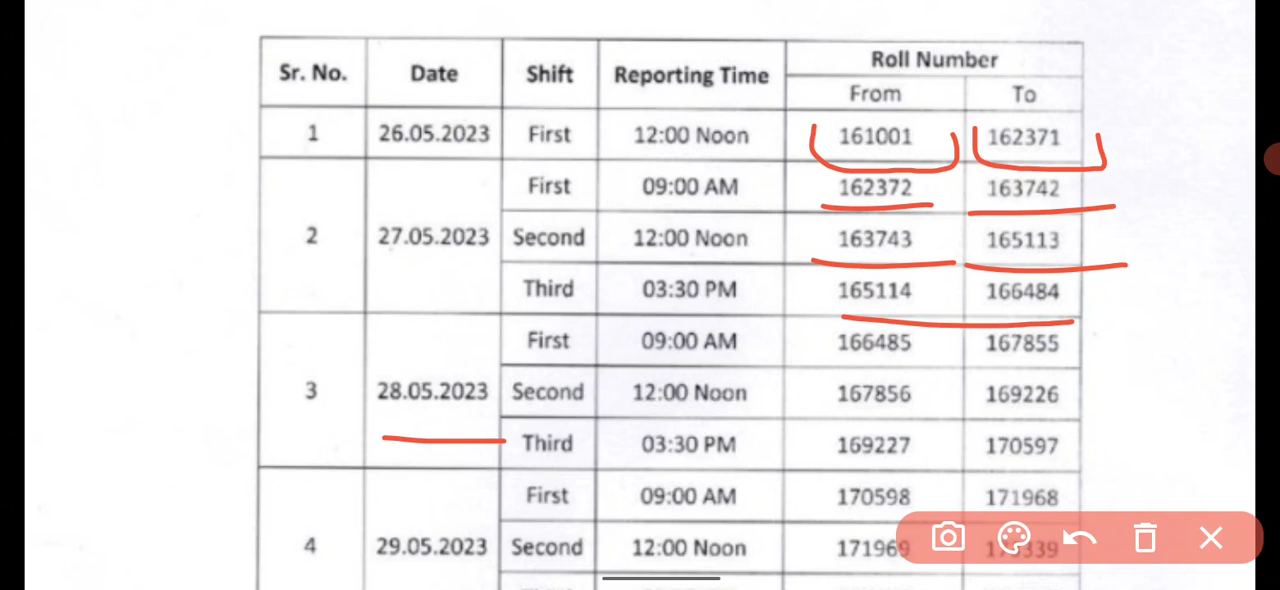 Sr. No. Date Shift Reporting Time Roll Number
From To
1 26.05.2023 First 12:00 Noon 161001 162371
First 09:00 AM 162372 163742
2 27.05.2023 Second 12:00 Noon 163743 165113
Third 03:30 PM 165114 166484
First 09:00 AM 166485 167855
3 28.05.2023 Second 12:00 Noon 167856 169226
Third 03:30 PM 169227 170597
First 09:00 AM 170598 171968
4 29.05.2023 Second 12:00 Noon 171969